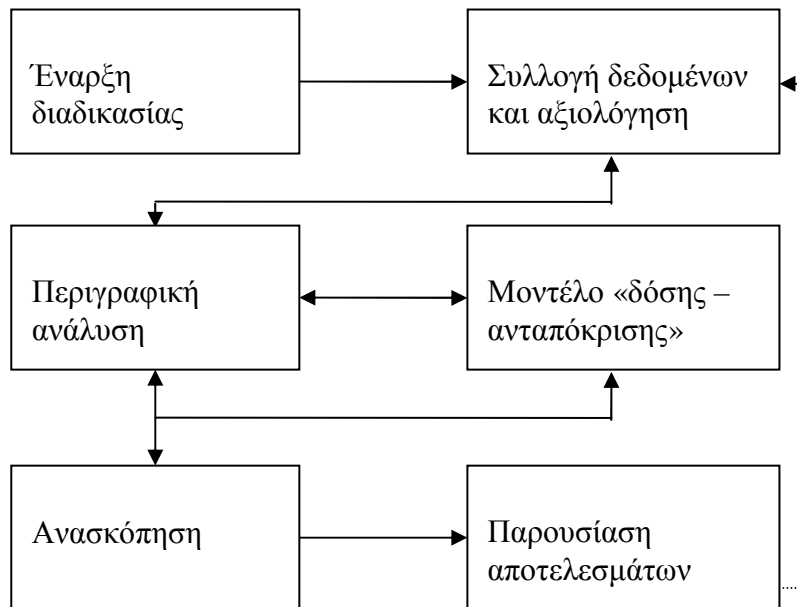 Έναρξη
διαδικασίας
Συλλογή δεδομένων
και αξιολόγηση
Περιγραφική
ανάλυση
Μοντέλο «δόσης –
ανταπόκρισης»
Ανασκόπηση
Παρουσίαση
αποτελεσμάτων